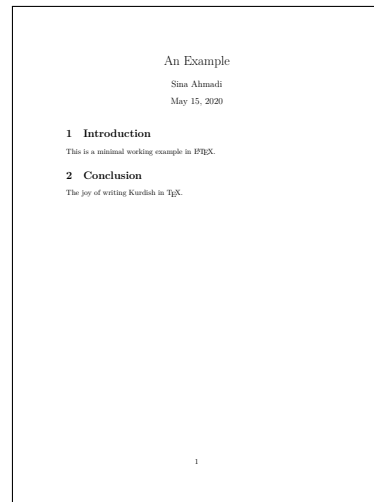 An Example
Sina Ahmadi
May 15, 2020
1 Introduction
This is a minimal working example in LATEX.
2 Conclusion
The joy of writing Kurdish in TEX.
1